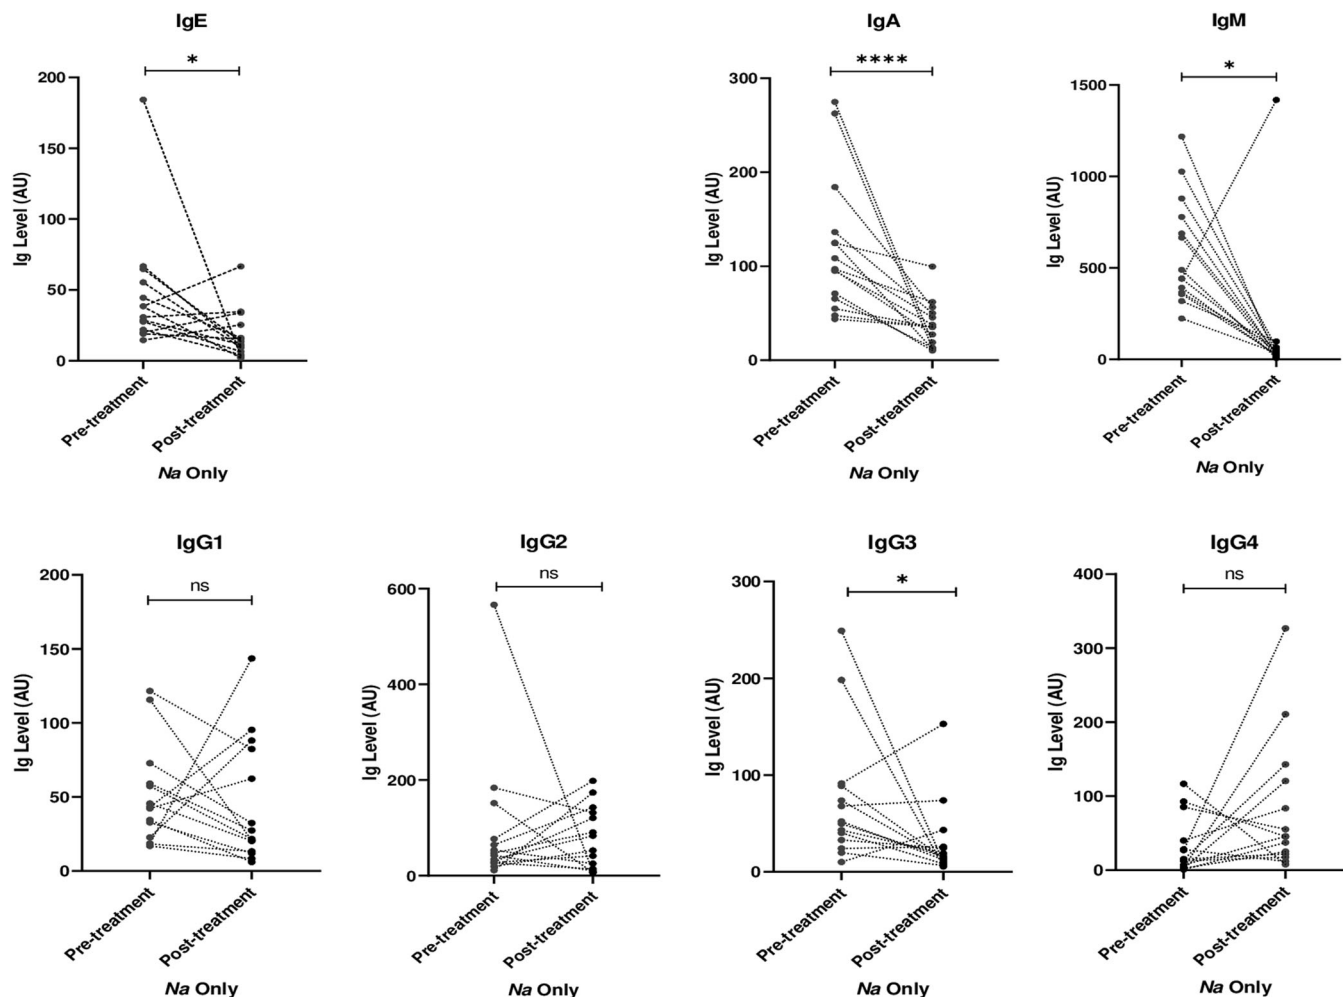 IgE
*
200
150
100
50
0
Ig Level (AU)
Pre-treatment
Post-treatment
Na Only
IgA
****
300
200
100
0
Ig Level (AU)
Pre-treatment
Post-treatment
Na Only
IgM
*
1500
1000
500
0
Ig Level (AU)
Pre-treatment
Post-treatment
Na Only
IgG1
ns
200
150
100
50
0
Ig Level (AU)
Pre-treatment
Post-treatment
Na Only
IgG2
ns
600
400
200
0
Ig Level (AU)
Pre-treatment
Post-treatment
Na Only
IgG3
*
300
200
100
0
Ig Level (AU)
Pre-treatment
Post-treatment
Na Only
IgG4
ns
400
300
200
100
0
Ig Level (AU)
Pre-treatment
Post-treatment
Na Only